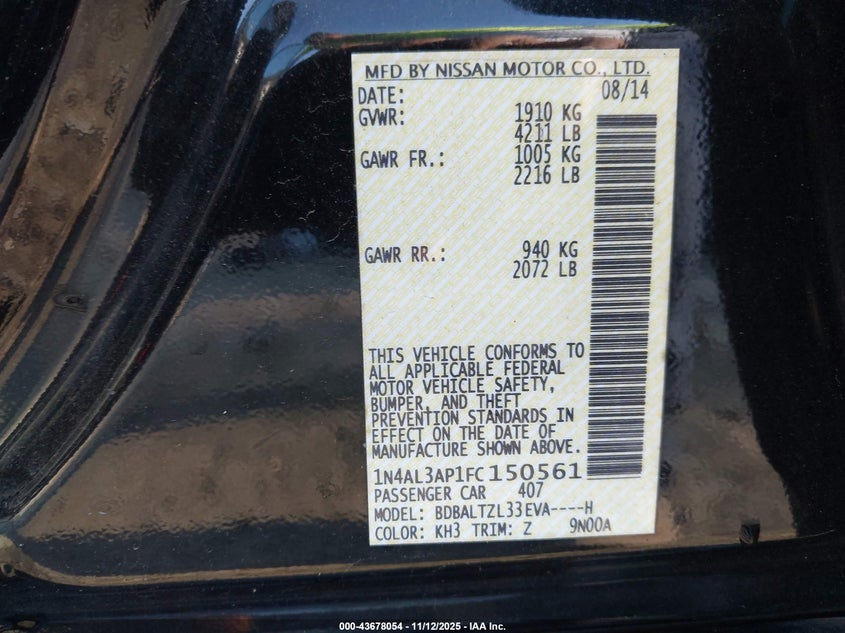 MFD BY NISSAN MOTOR CO., LTD.
DATE: 08/14
GVWR: 1910 KG
4211 LB
GAWR FR.: 1005 KG
2216 LB
GAWR RR.: 940 KG
2072 LB
THIS VEHICLE CONFORMS TO
ALL APPLICABLE FEDERAL
MOTOR VEHICLE SAFETY,
BUMPER, AND THEFT
PREVENTION STANDARDS IN
EFFECT ON THE DATE OF
MANUFACTURE SHOWN ABOVE.
1N4AL3AP1FC150561
PASSENGER CAR 407
MODEL: BDBALTZL33EVA----H
COLOR: KH3 TRIM: Z 9N00A
000-43678054 - 11/12/2025 - IAA Inc.